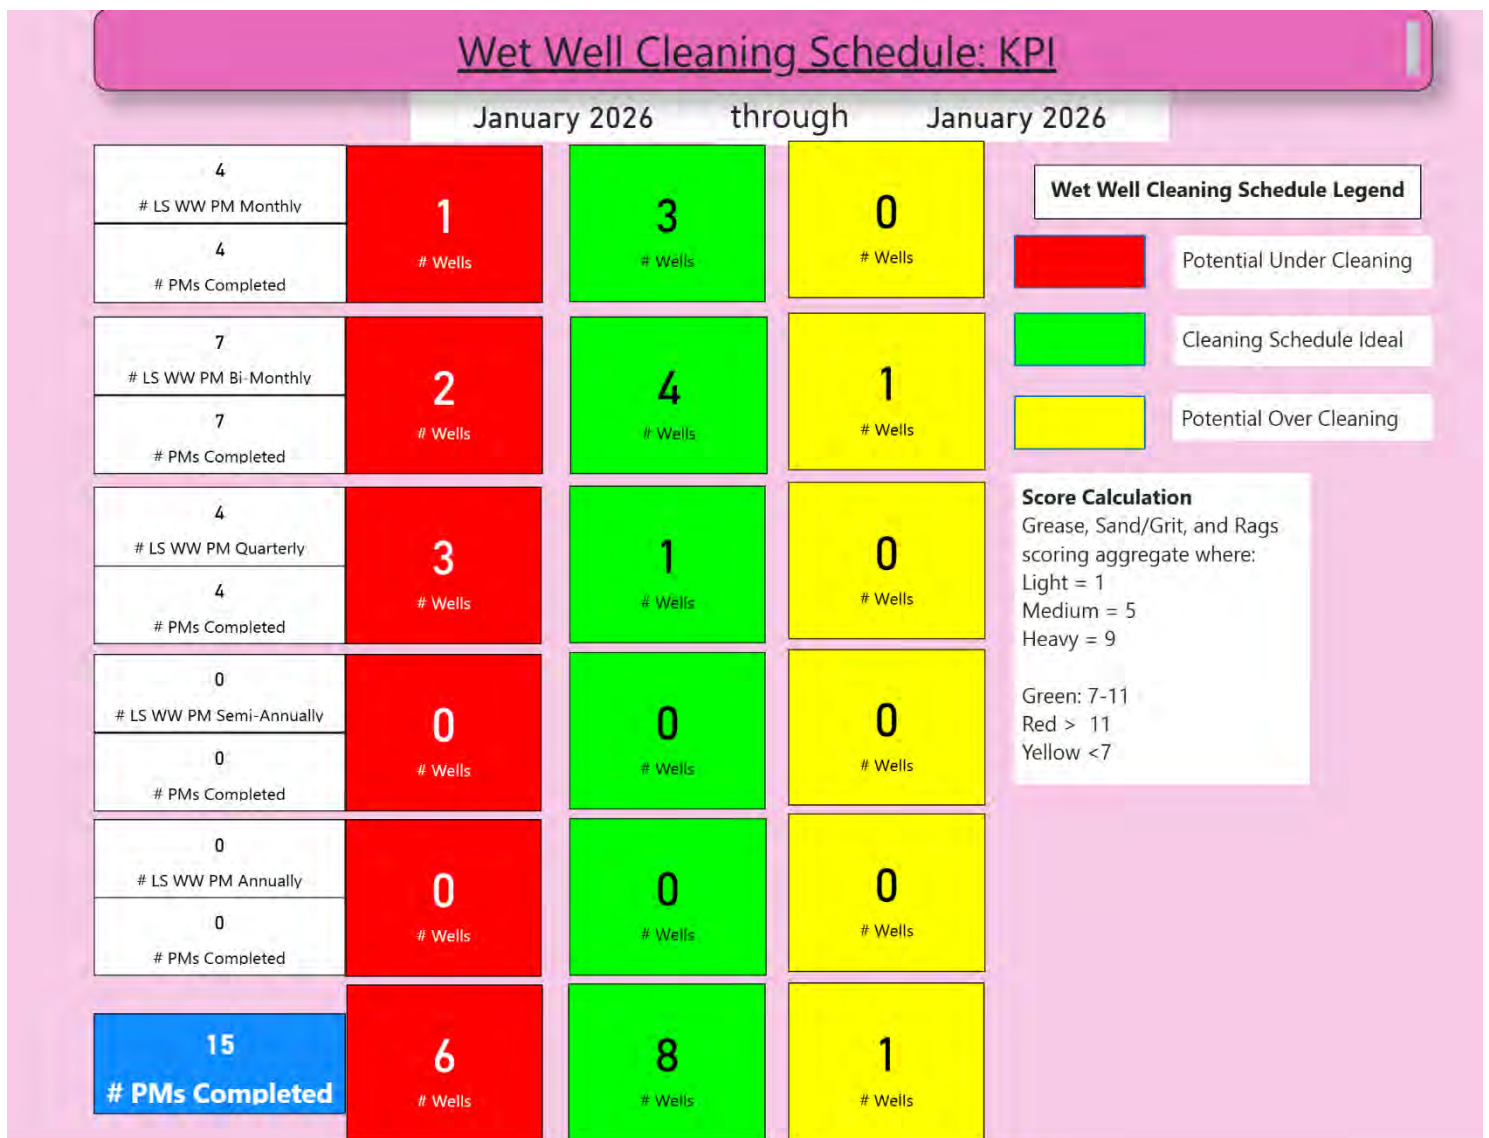 Wet Well Cleaning Schedule: KPI
January 2026 through January 2026
4
# LS WW PM Monthly
4
# PMs Completed
1
# Wells
3
# Wells
0
# Wells
7
# LS WW PM Bi-Monthly
7
# PMs Completed
2
# Wells
4
# Wells
1
# Wells
4
# LS WW PM Quarterly
4
# PMs Completed
3
# Wells
1
# Wells
0
# Wells
0
# LS WW PM Semi-Annually
0
# PMs Completed
0
# Wells
0
# Wells
0
# Wells
0
# LS WW PM Annually
0
# PMs Completed
0
# Wells
0
# Wells
0
# Wells
15
# PMs Completed
6
# Wells
8
# Wells
1
# Wells
Wet Well Cleaning Schedule Legend
Potential Under Cleaning
Cleaning Schedule Ideal
Potential Over Cleaning
Score Calculation
Grease, Sand/Grit, and Rags
scoring aggregate where:
Light = 1
Medium = 5
Heavy = 9
Green: 7-11
Red > 11
Yellow <7